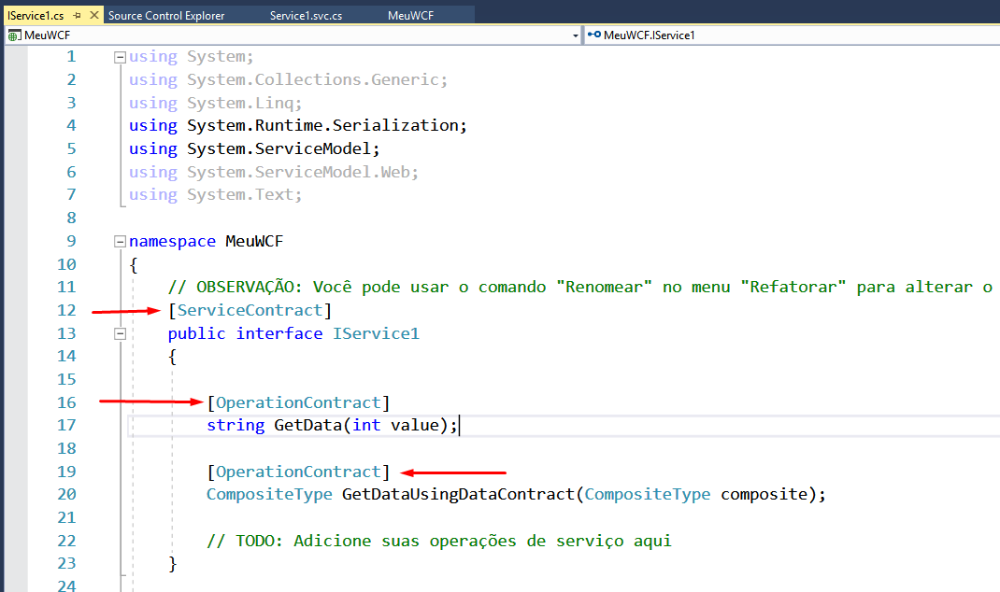 IService1.cs Source Control Explorer Service1.svc.cs MeuWCF
MeuWCF MeuWCF.IService1
1 using System;
2 using System.Collections.Generic;
3 using System.Linq;
4 using System.Runtime.Serialization;
5 using System.ServiceModel;
6 using System.ServiceModel.Web;
7 using System.Text;
8
9 namespace MeuWCF
10 {
11 // OBSERVAÇÃO: Você pode usar o comando "Renomear" no menu "Refatorar" para alterar o
12 [ServiceContract]
13 public interface IService1
14 {
15
16 [OperationContract]
17 string GetData(int value);
18
19 [OperationContract]
20 CompositeType GetDataUsingDataContract(CompositeType composite);
21
22 // TODO: Adicione suas operações de serviço aqui
23 }
24